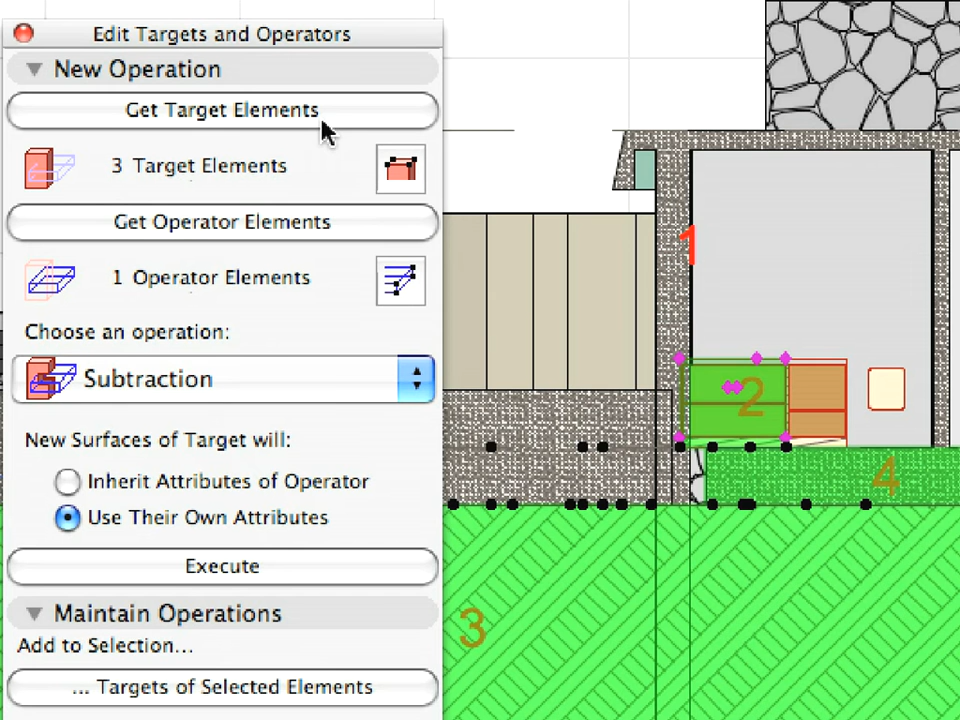 Edit Targets and Operators
New Operation
Get Target Elements
3 Target Elements
Get Operator Elements
1 Operator Elements
Choose an operation:
Subtraction
New Surfaces of Target will:
Inherit Attributes of Operator
Use Their Own Attributes
Execute
Maintain Operations
Add to Selection...
... Targets of Selected Elements
1
2
4
3